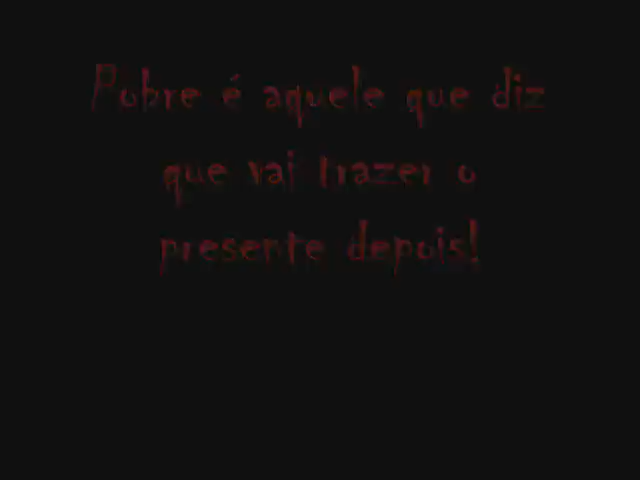 Pobre é aquele que diz
que vai trazer o
presente depois!